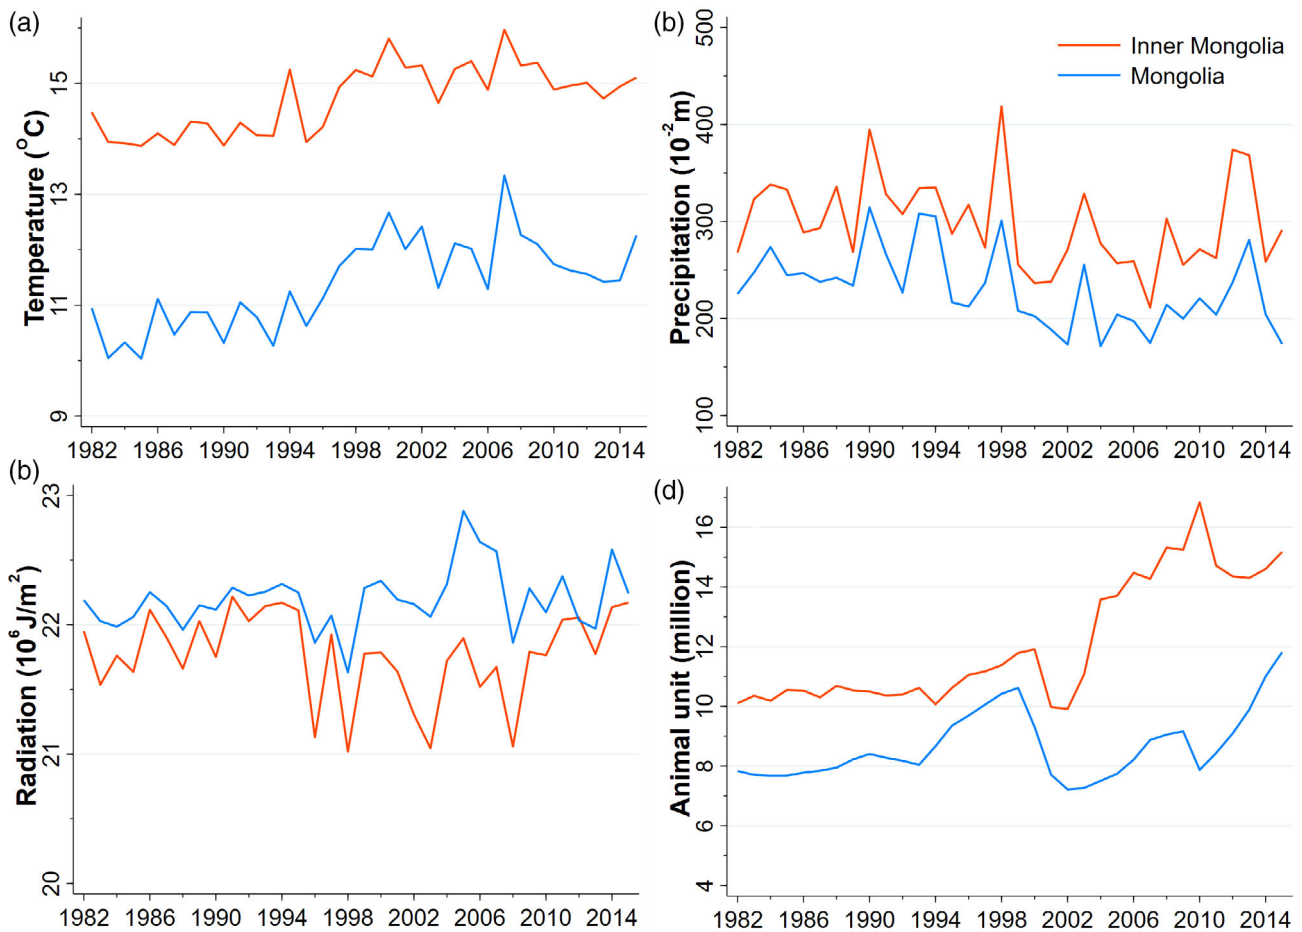 (a)
Temperature (°C)
15
13
11
9
1982 1986 1990 1994 1998 2002 2006 2010 2014
(b)
Precipitation (10-2m)
500
400
300
200
100
Inner Mongolia
Mongolia
1982 1986 1990 1994 1998 2002 2006 2010 2014
(b)
Radiation (10⁶J/m²)
23
22
21
20
1982 1986 1990 1994 1998 2002 2006 2010 2014
(d)
Animal unit (million)
16
14
12
10
8
6
4
1982 1986 1990 1994 1998 2002 2006 2010 2014